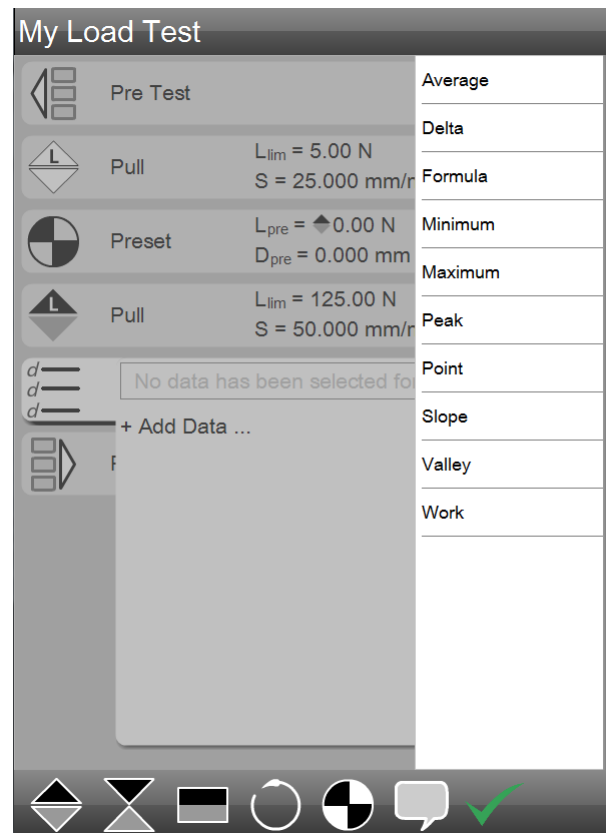 My Load Test
Pre Test
Pull
L
Llim = 5.00 N
S = 25.000 mm/
Preset
Lpre = 0.00 N
Dpre = 0.000 mm
Pull
L
Llim = 125.00 N
S = 50.000 mm/
d
d
d
No data has been selected fo
+ Add Data ...
Average
Delta
Formula
Minimum
Maximum
Peak
Point
Slope
Valley
Work